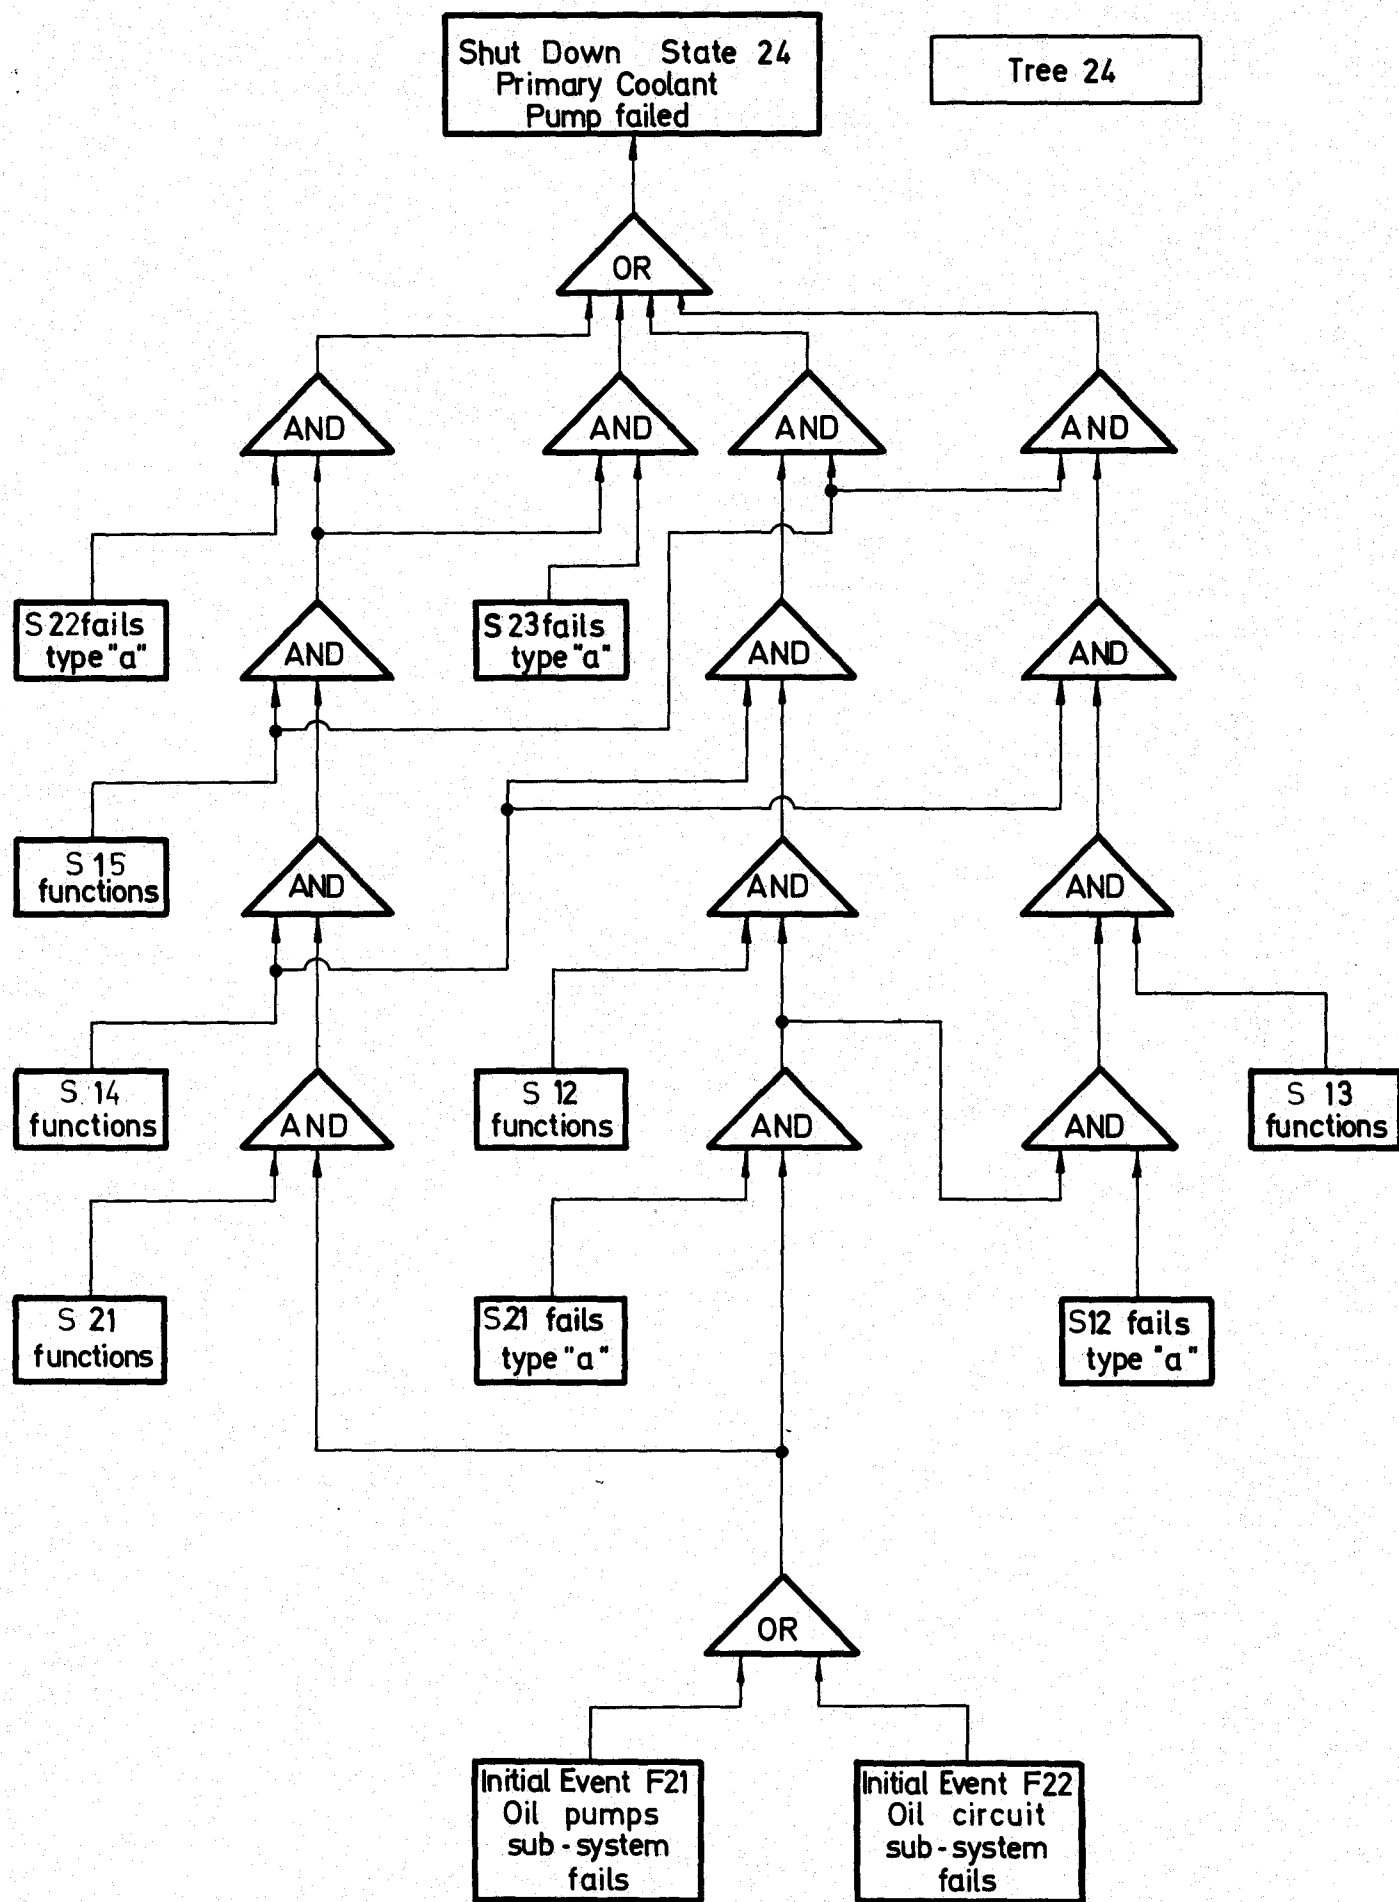 Shut Down State 24
Primary Coolant
Pump failed
Tree 24
OR
AND
AND
AND
AND
S 22 fails
type "a"
AND
S 23 fails
type "a"
AND
AND
S 15
functions
AND
AND
AND
S 14
functions
AND
S 12
functions
AND
AND
S 13
functions
S 21
functions
S21 fails
type "a"
S12 fails
type "a"
OR
Initial Event F21
Oil pumps
sub-system
fails
Initial Event F22
Oil circuit
sub-system
fails